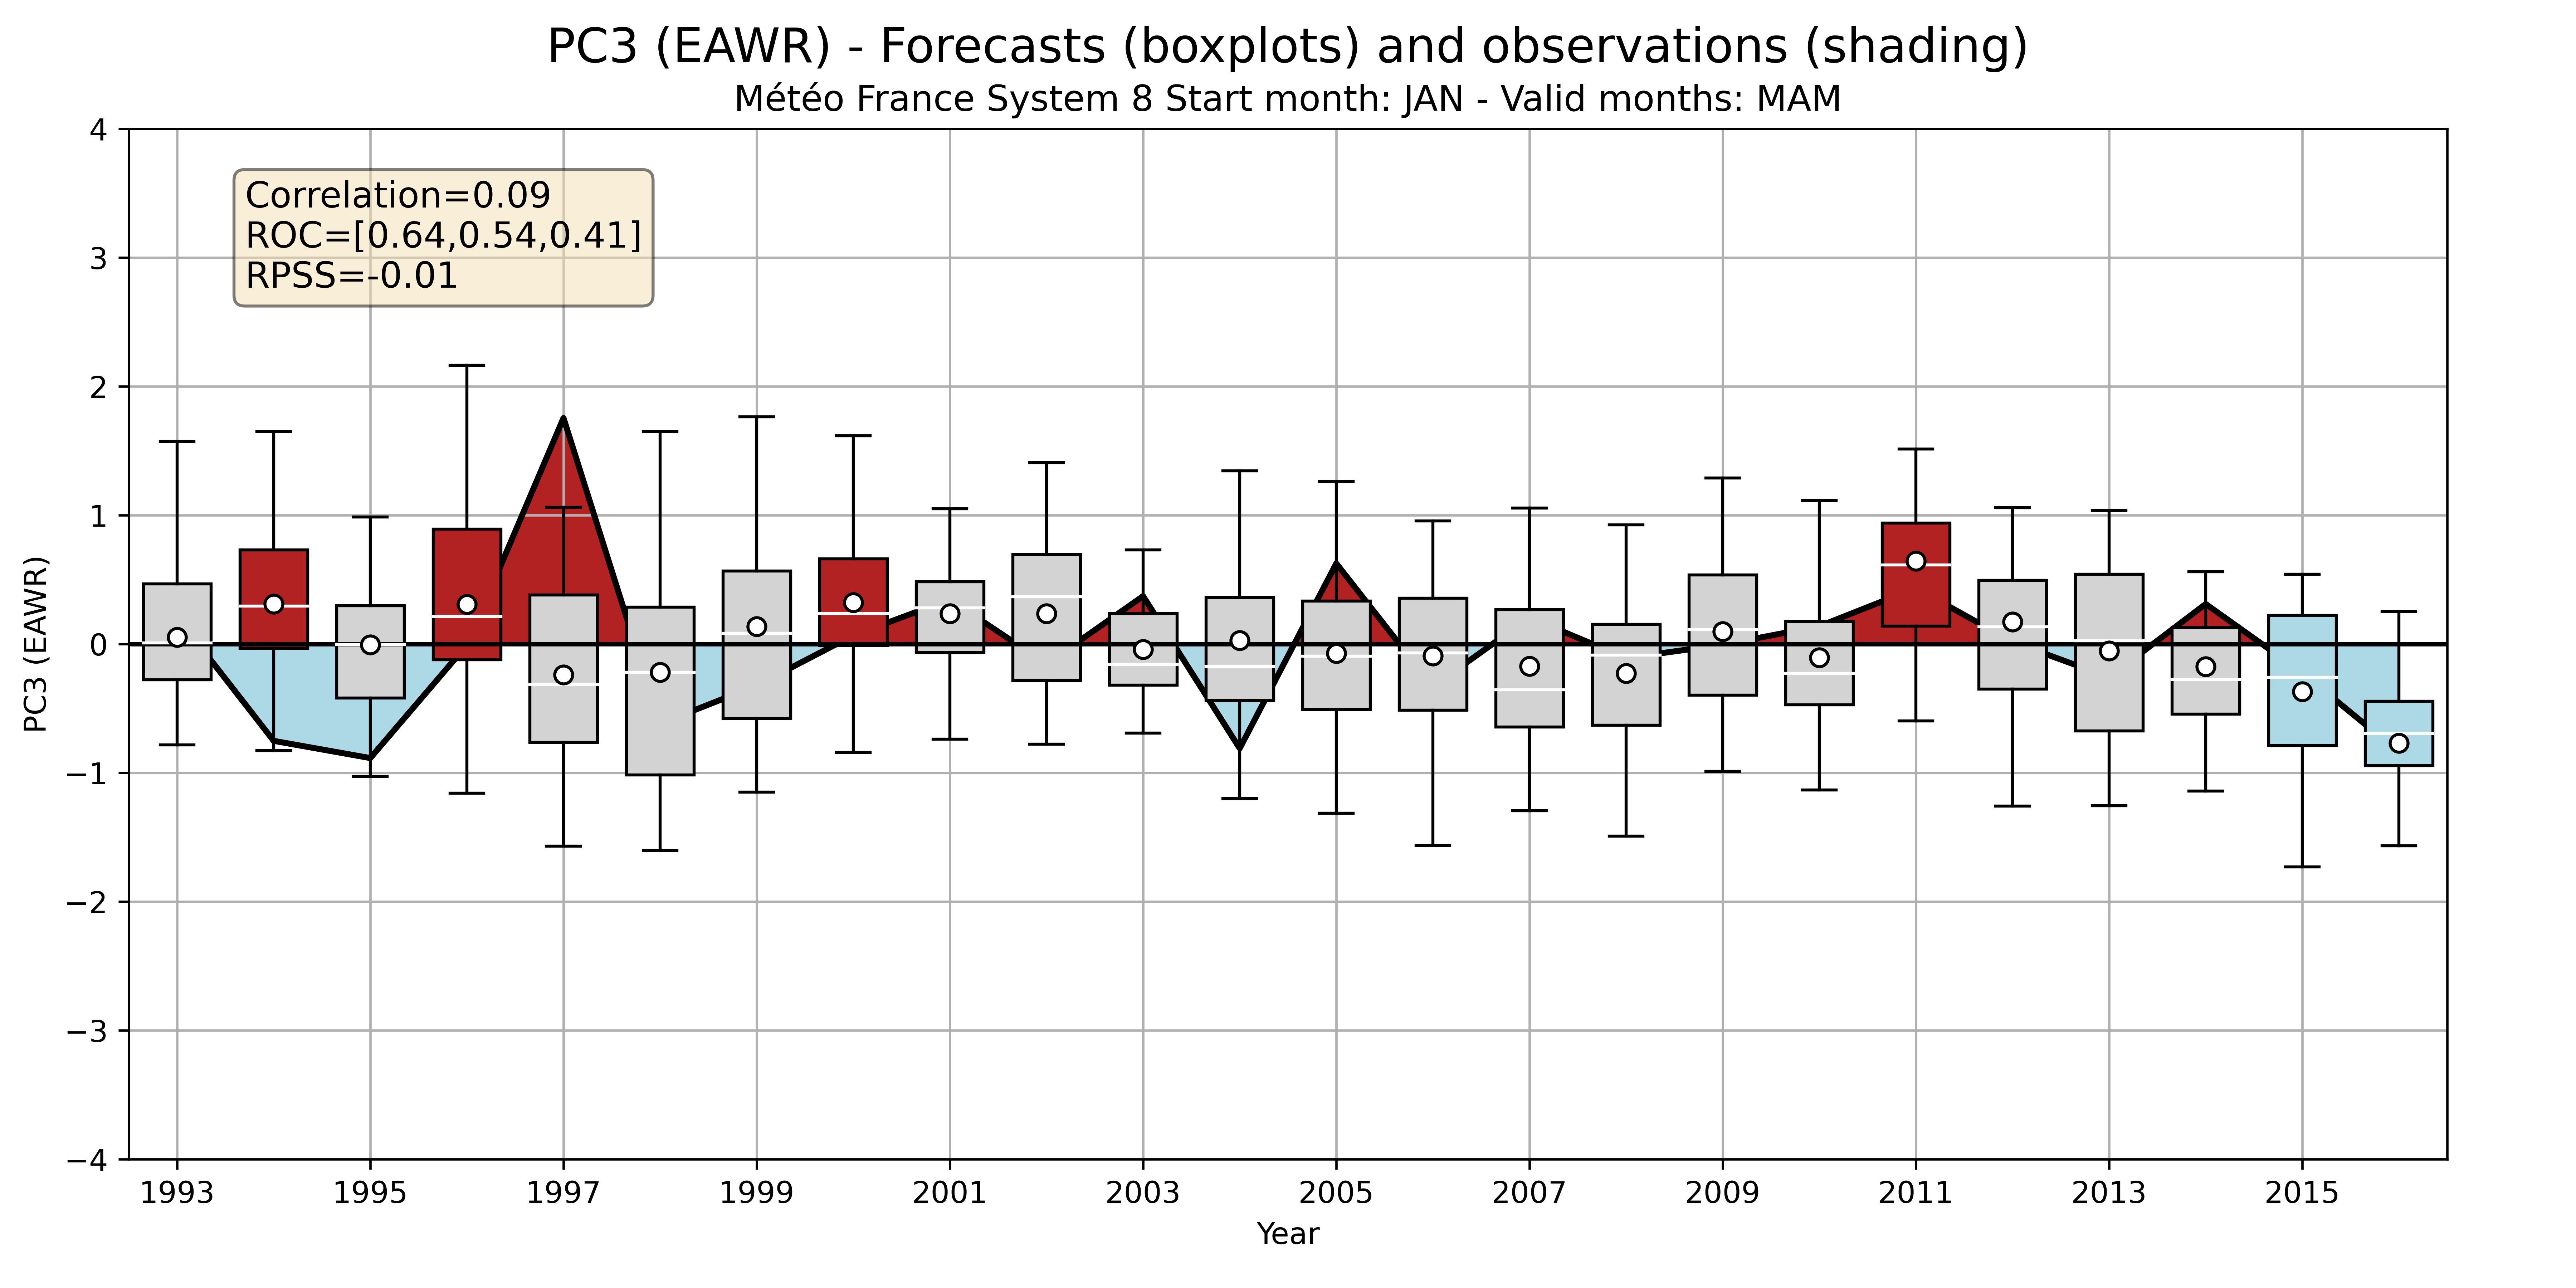 PC3 (EAWR) - Forecasts (boxplots) and observations (shading)
Météo France System 8 Start month: JAN - Valid months: MAM
Correlation=0.09
ROC=[0.64,0.54,0.41]
RPSS=-0.01
PC3 (EAWR)
4
3
2
1
0
−1
−2
−3
−4
1993 1995 1997 1999 2001 2003 2005 2007 2009 2011 2013 2015
Year